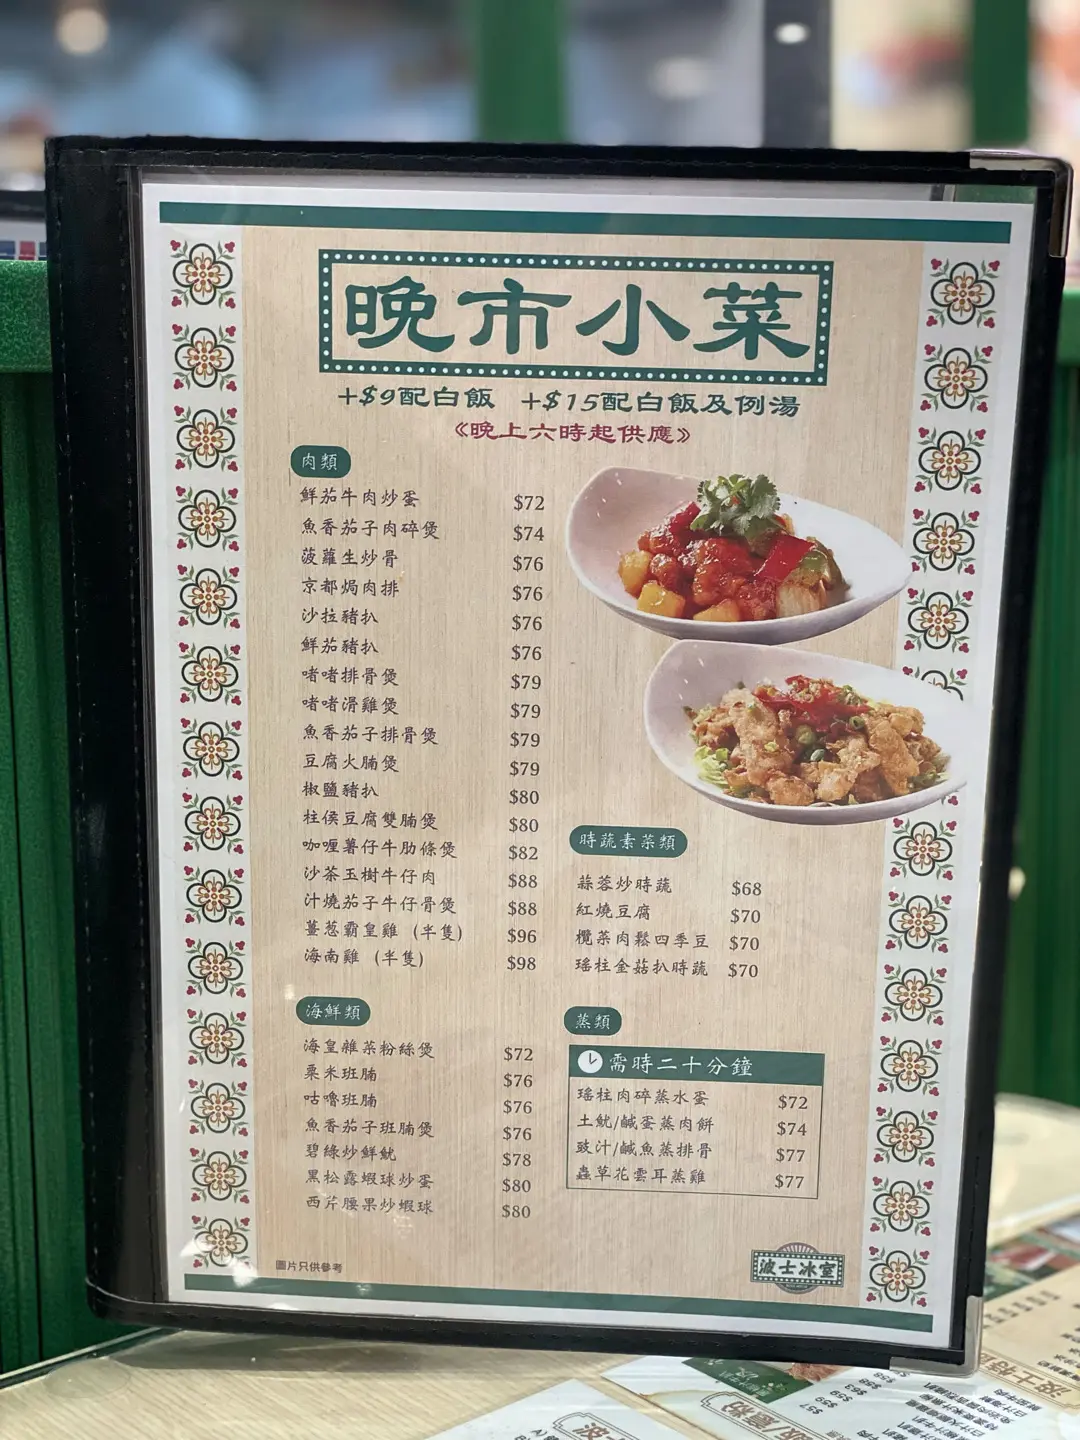 晚市小菜
+$9配白飯 +$15配白飯及例湯
《晚上六時起供應》
肉類
鮮茄牛肉炒蛋 $72
魚香茄子肉碎煲 $74
菠蘿生炒骨 $76
京都焗肉排 $76
沙拉豬扒 $76
鮮茄豬扒 $76
啫啫排骨煲 $79
啫啫滑雞煲 $79
魚香茄子排骨煲 $79
豆腐火腩煲 $79
椒鹽豬扒 $80
柱侯豆腐雙腩煲 $80
咖喱薯仔牛肋條煲 $82
沙茶玉樹牛仔肉 $88
汁燒茄子牛仔骨煲 $88
薑葱霸皇雞 (半隻) $96
海南雞 (半隻) $98
海鮮類
海皇雜菜粉絲煲 $72
粟米班腩 $76
咕嚕班腩 $76
魚香茄子班腩煲 $76
碧綠炒鮮魷 $78
黑松露蝦球炒蛋 $80
西芹腰果炒蝦球 $80
時蔬素菜類
蒜蓉炒時蔬 $68
紅燒豆腐 $70
欖菜肉鬆四季豆 $70
瑶柱金菇扒時蔬 $70
蒸類
需時二十分鐘
瑶柱肉碎蒸水蛋 $72
土魷/鹹蛋蒸肉餅 $74
豉汁/鹹魚蒸排骨 $77
蟲草花雲耳蒸雞 $77
圖片只供參考
波士冰室